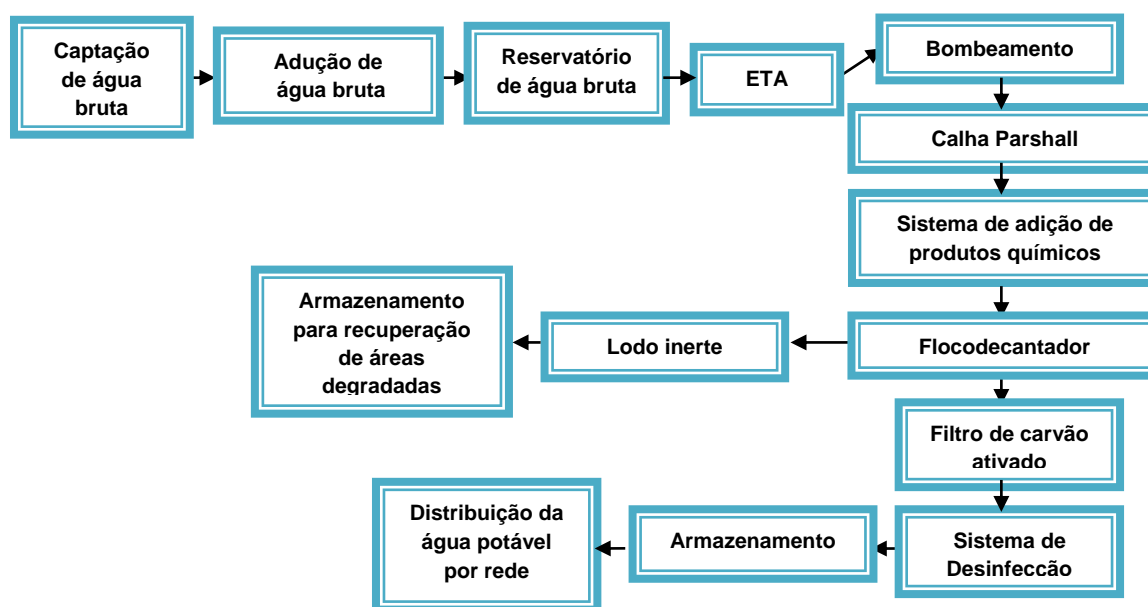 Captação
de água
bruta
Adução de
água bruta
Reservatório
de água bruta
ETA
Bombeamento
Calha Parshall
Sistema de adição de
produtos químicos
Flocodecantador
Lodo inerte
Armazenamento
para recuperação
de áreas
degradadas
Filtro de carvão
ativado
Sistema de
Desinfecção
Armazenamento
Distribuição da
água potável
por rede